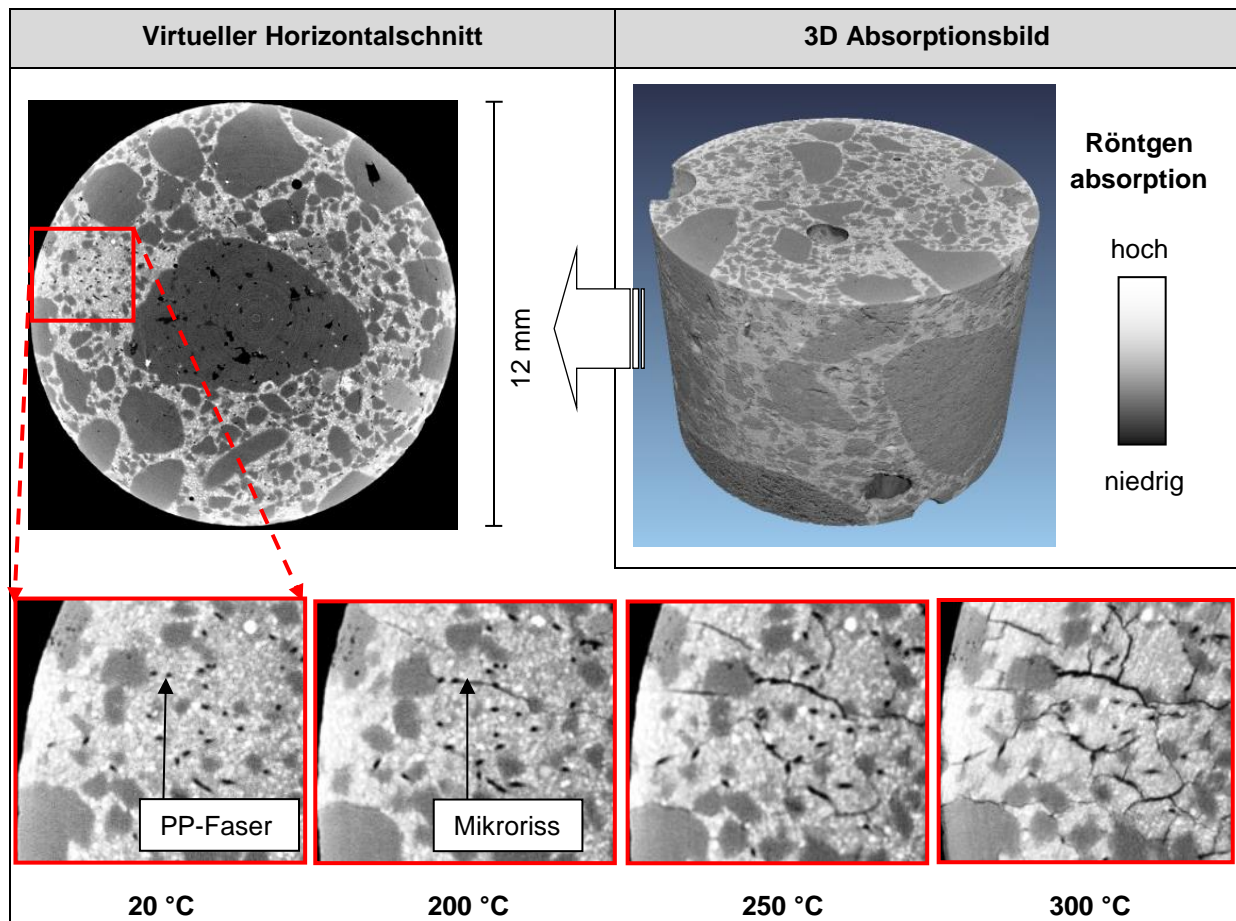 Virtueller Horizontalschnitt
3D Absorptionsbild
12 mm
Röntgen
absorption
hoch
niedrig
PP-Faser
Mikroriss
20 °C
200 °C
250 °C
300 °C